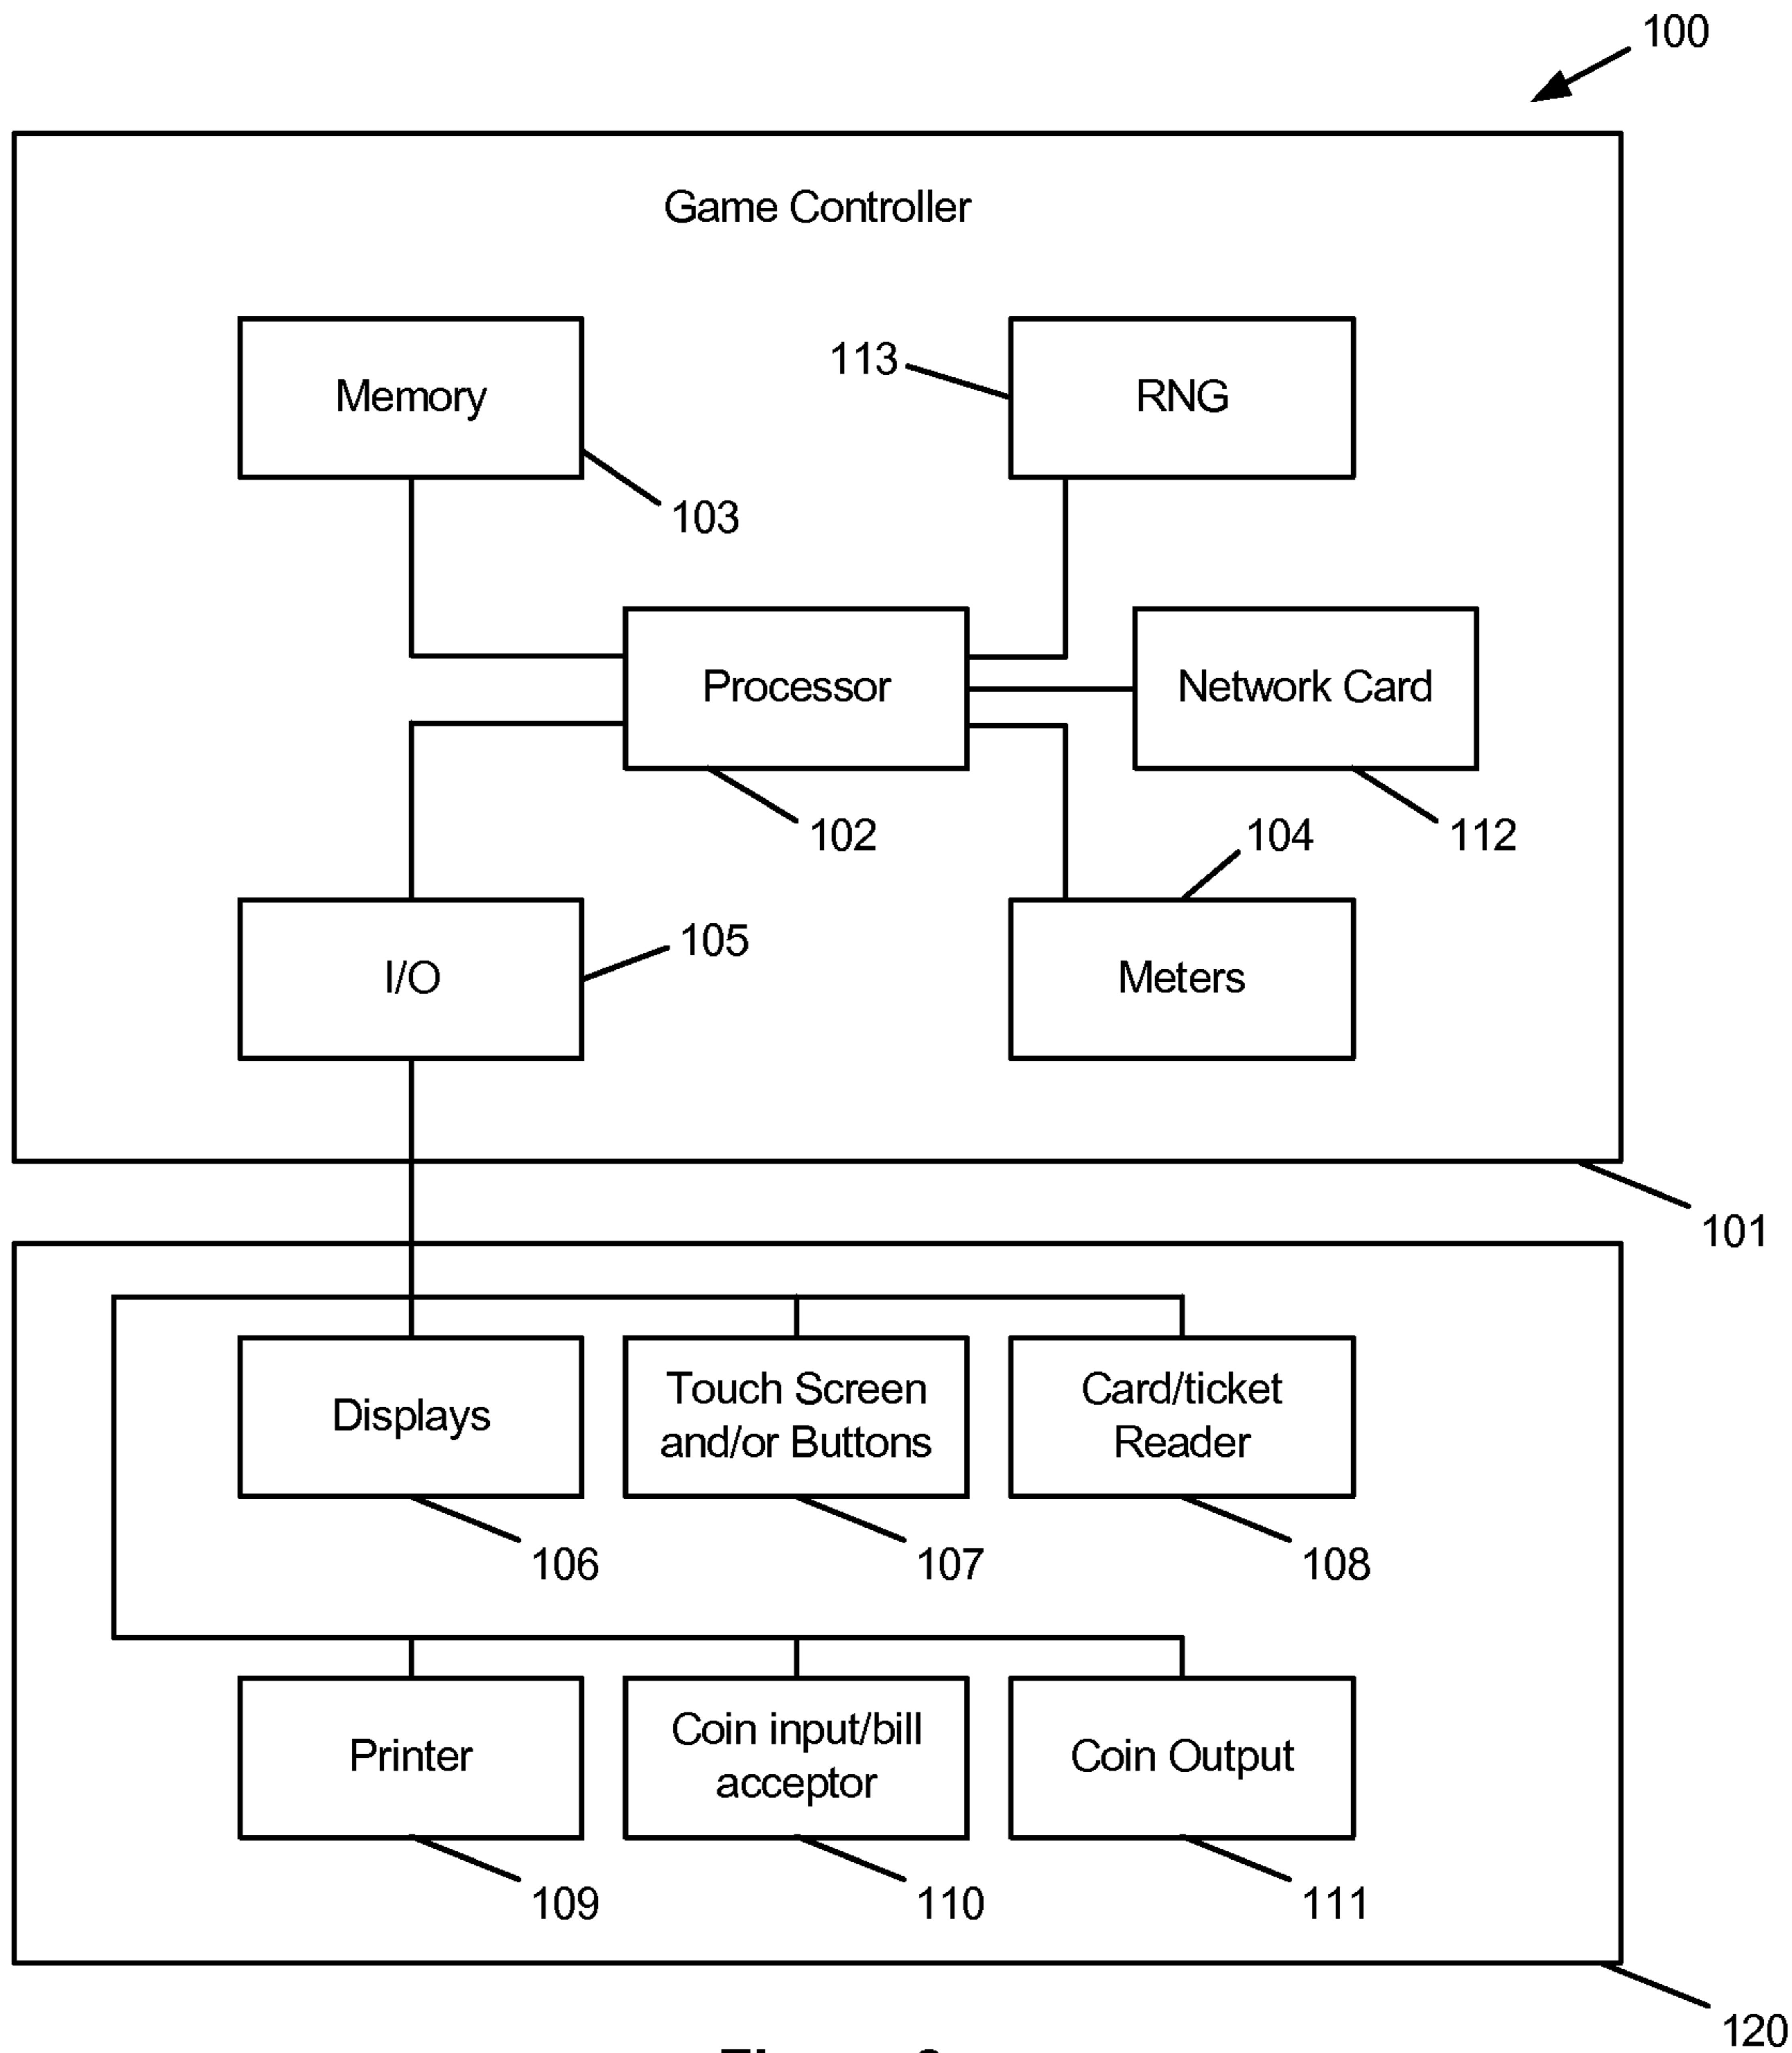 100
Game Controller
Memory
113
RNG
103
Processor
Network Card
102
104
112
I/O
105
Meters
101
Displays
Touch Screen
and/or Buttons
Card/ticket
Reader
106
107
108
Printer
Coin input/bill
acceptor
Coin Output
109
110
111
120